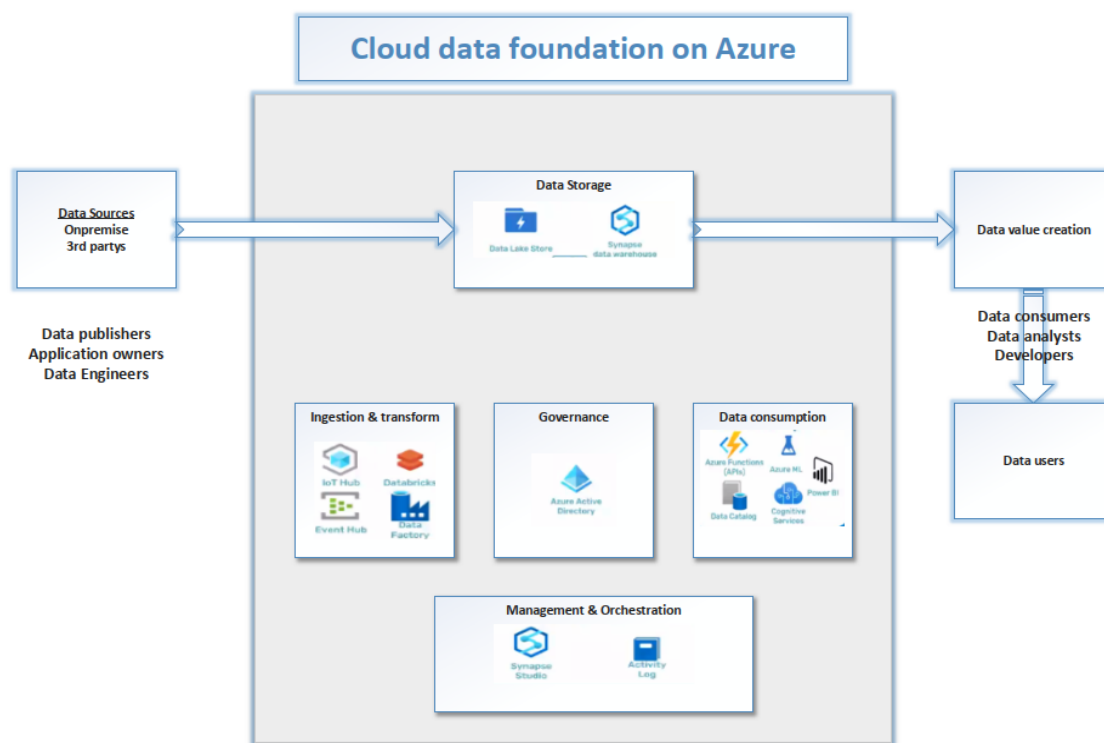 Cloud data foundation on Azure
Data Sources
Onpremise
3rd partys
Data publishers
Application owners
Data Engineers
Data Storage
Data Lake Store
Synapse
data warehouse
Data value creation
Data consumers
Data analysts
Developers
Data users
Ingestion & transform
IoT Hub
Databricks
Event Hub
Data
Factory
Governance
Azure Active
Directory
Data consumption
Azure Functions
(APIs)
Azure ML
Power BI
Data Catalog
Cognitive
Services
Management & Orchestration
Synapse
Studio
Activity
Log